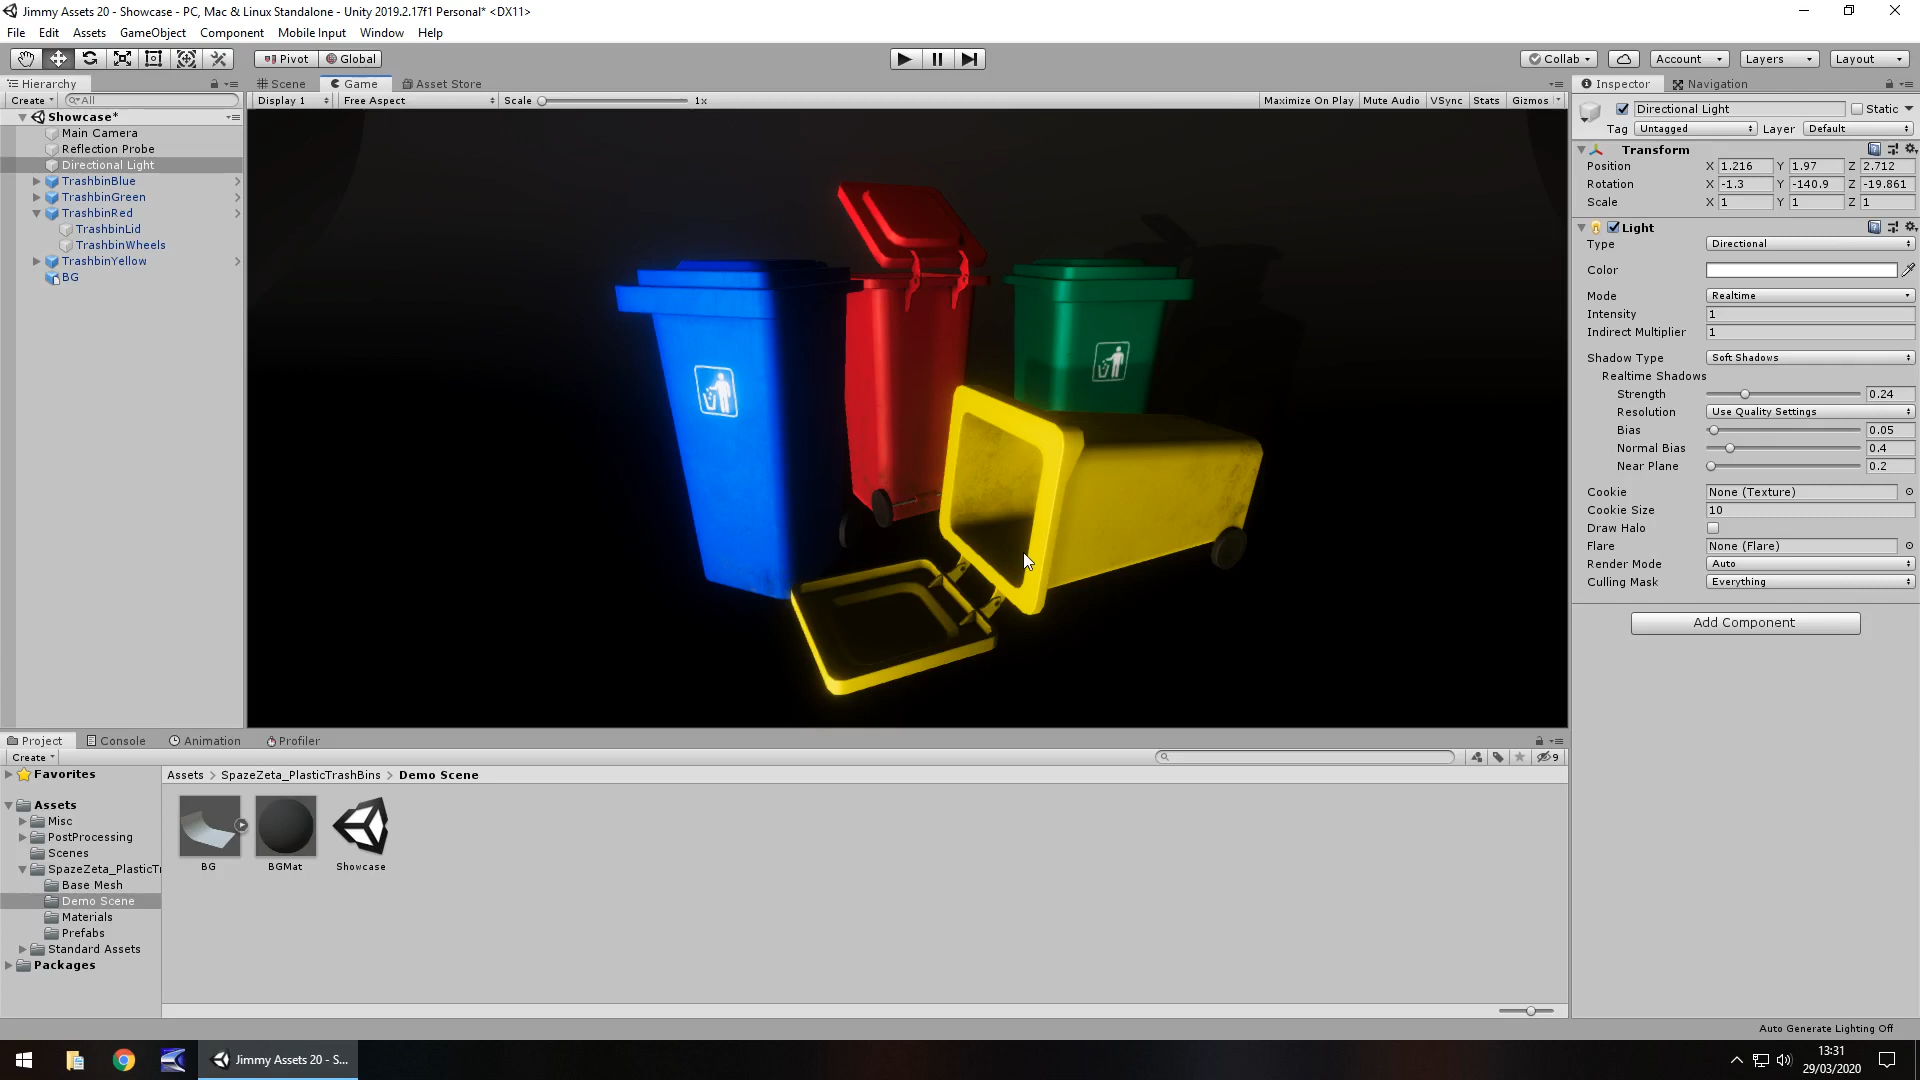 Jimmy Assets 20 - Showcase - PC, Mac & Linux Standalone - Unity 2019.2.17f1 Personal* <DX11>
File Edit Assets GameObject Component Mobile Input Window Help
Pivot Global Collab Account Layers Layout
Hierarchy
Create All
Showcase*
Main Camera
Reflection Probe
Directional Light
TrashbinBlue
TrashbinGreen
TrashbinRed
TrashbinLid
TrashbinWheels
TrashbinYellow
BG
Scene Game Asset Store
Display 1 Free Aspect Scale 1x Maximize On Play Mute Audio VSync Stats Gizmos
Inspector Navigation
Directional Light Static
Tag Untagged Layer Default
Transform
Position X 1.216 Y 1.97 Z 2.712
Rotation X -1.3 Y -140.9 Z -19.861
Scale X 1 Y 1 Z 1
Light
Type Directional
Color
Mode Realtime
Intensity 1
Indirect Multiplier 1
Shadow Type Soft Shadows
Realtime Shadows
Strength 0.24
Resolution Use Quality Settings
Bias 0.05
Normal Bias 0.4
Near Plane 0.2
Cookie None (Texture)
Cookie Size 10
Draw Halo
Flare None (Flare)
Render Mode Auto
Culling Mask Everything
Add Component
Project Console Animation Profiler
Create 9
Favorites
Assets
Misc
PostProcessing
Scenes
SpazeZeta_PlasticTr
Base Mesh
Demo Scene
Materials
Prefabs
Standard Assets
Packages
Assets > SpazeZeta_PlasticTrashBins > Demo Scene
BG BGMat Showcase
Auto Generate Lighting Off
Jimmy Assets 20 - S...
13:31
29/03/2020